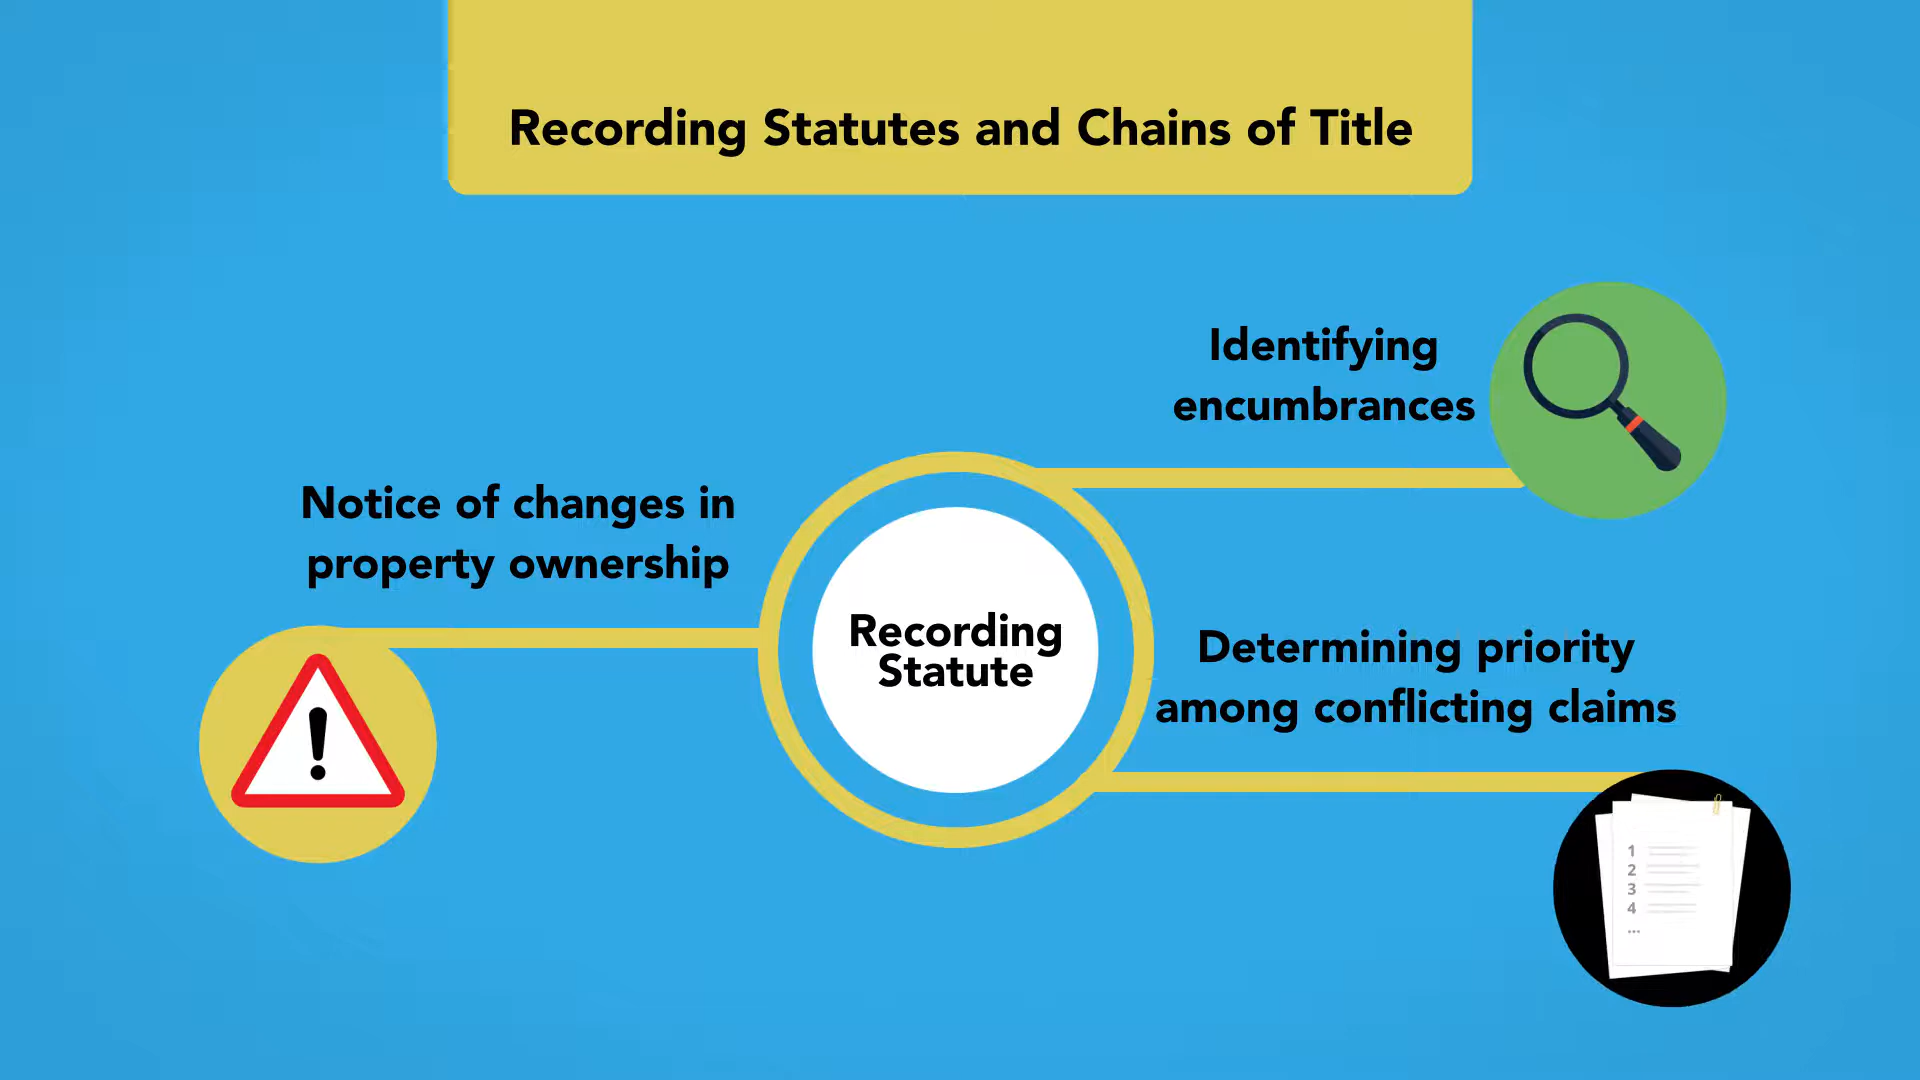 Recording Statutes and Chains of Title
Identifying
encumbrances
Notice of changes in
property ownership
Recording
Statute
Determining priority
among conflicting claims
1
2
3
4
...